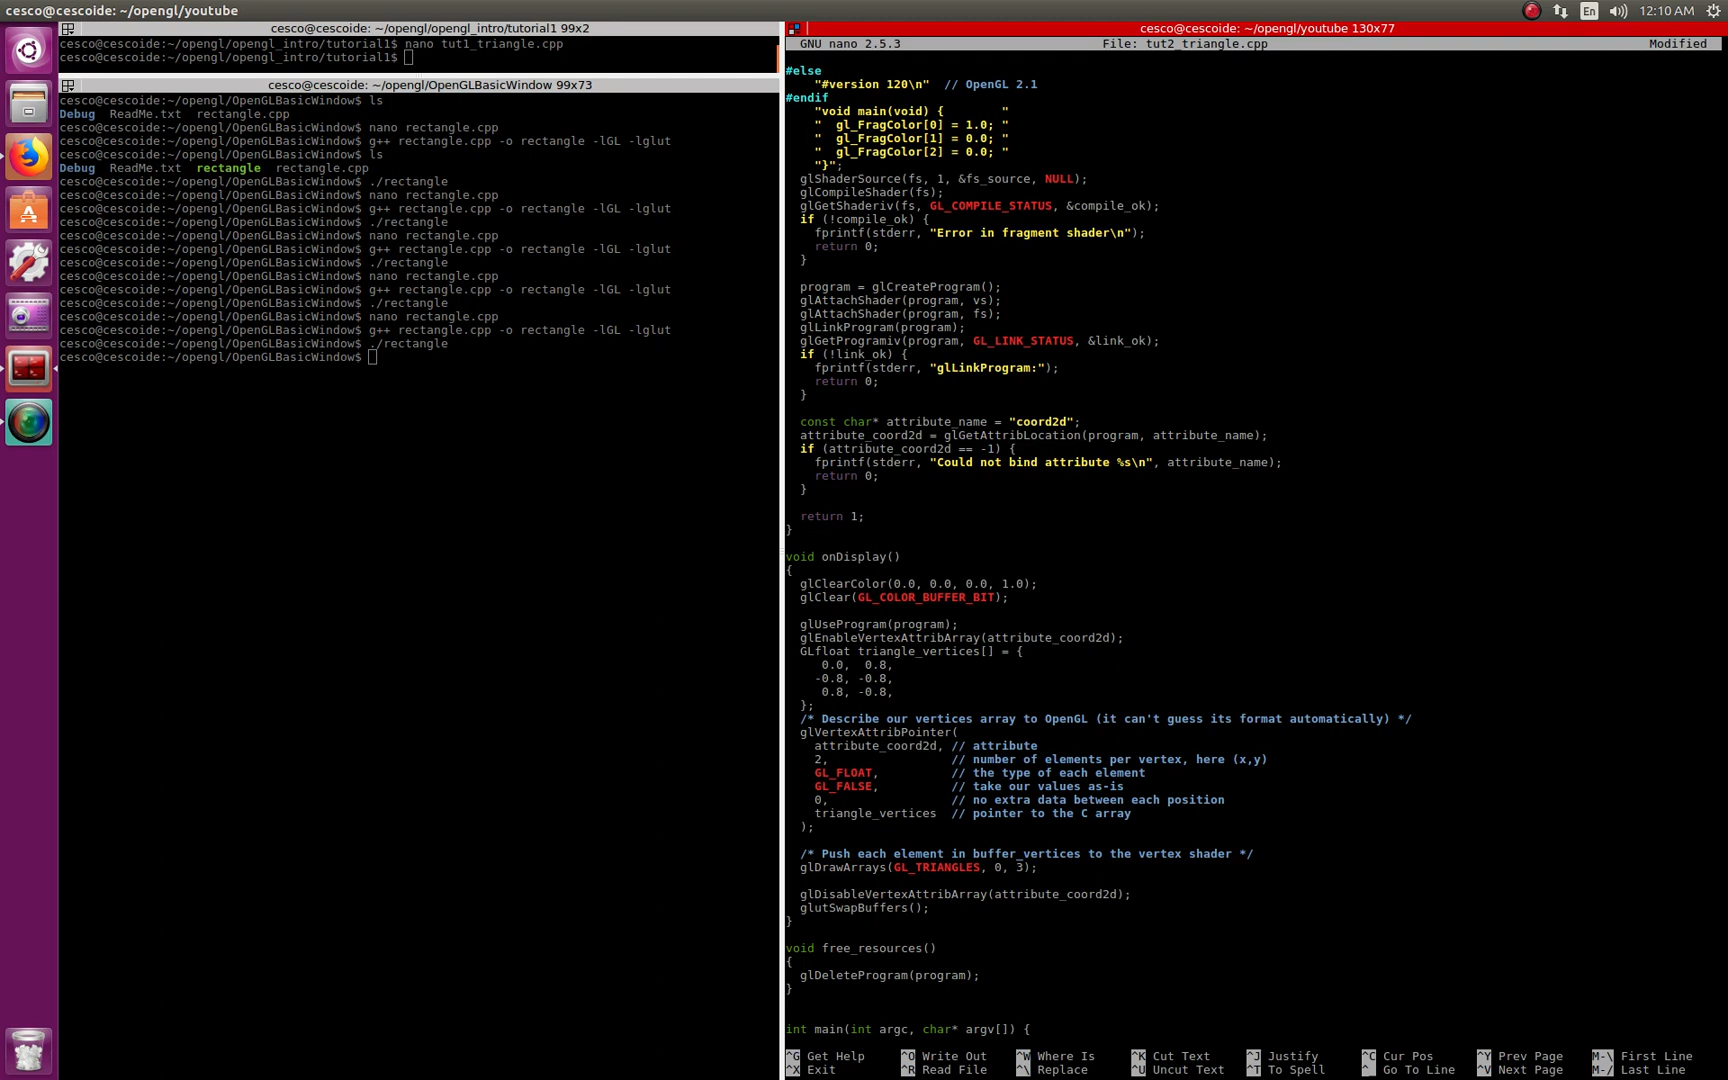 cesco@cescoide: ~/opengl/youtube
En
12:10 AM
cesco@cescoide: ~/opengl/opengl_intro/tutorial1 99x2
cesco@cescoide:~/opengl/opengl_intro/tutorial1$ nano tut1_triangle.cpp
cesco@cescoide:~/opengl/opengl_intro/tutorial1$
cesco@cescoide: ~/opengl/OpenGLBasicWindow 99x73
cesco@cescoide:~/opengl/OpenGLBasicWindow$ ls
Debug  ReadMe.txt  rectangle.cpp
cesco@cescoide:~/opengl/OpenGLBasicWindow$ nano rectangle.cpp
cesco@cescoide:~/opengl/OpenGLBasicWindow$ g++ rectangle.cpp -o rectangle -lGL -lglut
cesco@cescoide:~/opengl/OpenGLBasicWindow$ ls
Debug  ReadMe.txt  rectangle  rectangle.cpp
cesco@cescoide:~/opengl/OpenGLBasicWindow$ ./rectangle
cesco@cescoide:~/opengl/OpenGLBasicWindow$ nano rectangle.cpp
cesco@cescoide:~/opengl/OpenGLBasicWindow$ g++ rectangle.cpp -o rectangle -lGL -lglut
cesco@cescoide:~/opengl/OpenGLBasicWindow$ ./rectangle
cesco@cescoide:~/opengl/OpenGLBasicWindow$ nano rectangle.cpp
cesco@cescoide:~/opengl/OpenGLBasicWindow$ g++ rectangle.cpp -o rectangle -lGL -lglut
cesco@cescoide:~/opengl/OpenGLBasicWindow$ ./rectangle
cesco@cescoide:~/opengl/OpenGLBasicWindow$ nano rectangle.cpp
cesco@cescoide:~/opengl/OpenGLBasicWindow$ g++ rectangle.cpp -o rectangle -lGL -lglut
cesco@cescoide:~/opengl/OpenGLBasicWindow$ ./rectangle
cesco@cescoide:~/opengl/OpenGLBasicWindow$ nano rectangle.cpp
cesco@cescoide:~/opengl/OpenGLBasicWindow$ g++ rectangle.cpp -o rectangle -lGL -lglut
cesco@cescoide:~/opengl/OpenGLBasicWindow$ ./rectangle
cesco@cescoide:~/opengl/OpenGLBasicWindow$
cesco@cescoide: ~/opengl/youtube 130x77
GNU nano 2.5.3  File: tut2_triangle.cpp  Modified
#else
    "#version 120\n"  // OpenGL 2.1
#endif
    "void main(void) {        "
    "  gl_FragColor[0] = 1.0; "
    "  gl_FragColor[1] = 0.0; "
    "  gl_FragColor[2] = 0.0; "
    "}";
  glShaderSource(fs, 1, &fs_source, NULL);
  glCompileShader(fs);
  glGetShaderiv(fs, GL_COMPILE_STATUS, &compile_ok);
  if (!compile_ok) {
    fprintf(stderr, "Error in fragment shader\n");
    return 0;
  }
  program = glCreateProgram();
  glAttachShader(program, vs);
  glAttachShader(program, fs);
  glLinkProgram(program);
  glGetProgramiv(program, GL_LINK_STATUS, &link_ok);
  if (!link_ok) {
    fprintf(stderr, "glLinkProgram:");
    return 0;
  }
  const char* attribute_name = "coord2d";
  attribute_coord2d = glGetAttribLocation(program, attribute_name);
  if (attribute_coord2d == -1) {
    fprintf(stderr, "Could not bind attribute %s\n", attribute_name);
    return 0;
  }
  return 1;
}
void onDisplay()
{
  glClearColor(0.0, 0.0, 0.0, 1.0);
  glClear(GL_COLOR_BUFFER_BIT);
  glUseProgram(program);
  glEnableVertexAttribArray(attribute_coord2d);
  GLfloat triangle_vertices[] = {
     0.0,  0.8,
    -0.8, -0.8,
     0.8, -0.8,
  };
  /* Describe our vertices array to OpenGL (it can't guess its format automatically) */
  glVertexAttribPointer(
    attribute_coord2d, // attribute
    2,                 // number of elements per vertex, here (x,y)
    GL_FLOAT,          // the type of each element
    GL_FALSE,          // take our values as-is
    0,                 // no extra data between each position
    triangle_vertices  // pointer to the C array
  );
  /* Push each element in buffer_vertices to the vertex shader */
  glDrawArrays(GL_TRIANGLES, 0, 3);
  glDisableVertexAttribArray(attribute_coord2d);
  glutSwapBuffers();
}
void free_resources()
{
  glDeleteProgram(program);
}
int main(int argc, char* argv[]) {
^G Get Help  ^O Write Out  ^W Where Is  ^K Cut Text  ^J Justify  ^C Cur Pos  ^Y Prev Page  M-\ First Line
^X Exit  ^R Read File  ^\ Replace  ^U Uncut Text  ^T To Spell  ^_ Go To Line  ^V Next Page  M-/ Last Line